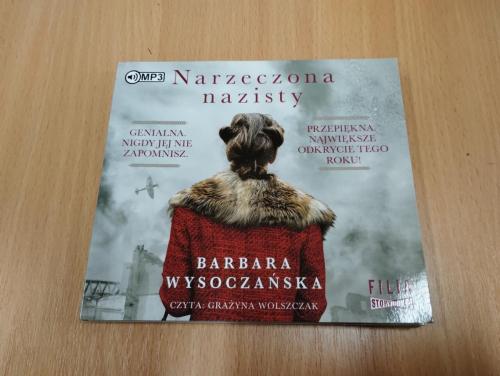 MP3
Narzeczona
nazisty
GENIALNA.
NIGDY JEJ NIE
ZAPOMNISZ.
PRZEPIĘKNA.
NAJWIĘKSZE
ODKRYCIE TEGO
ROKU!
BARBARA
WYSOCZAŃSKA
CZYTA: GRAŻYNA WOLSZCZAK
FILIA